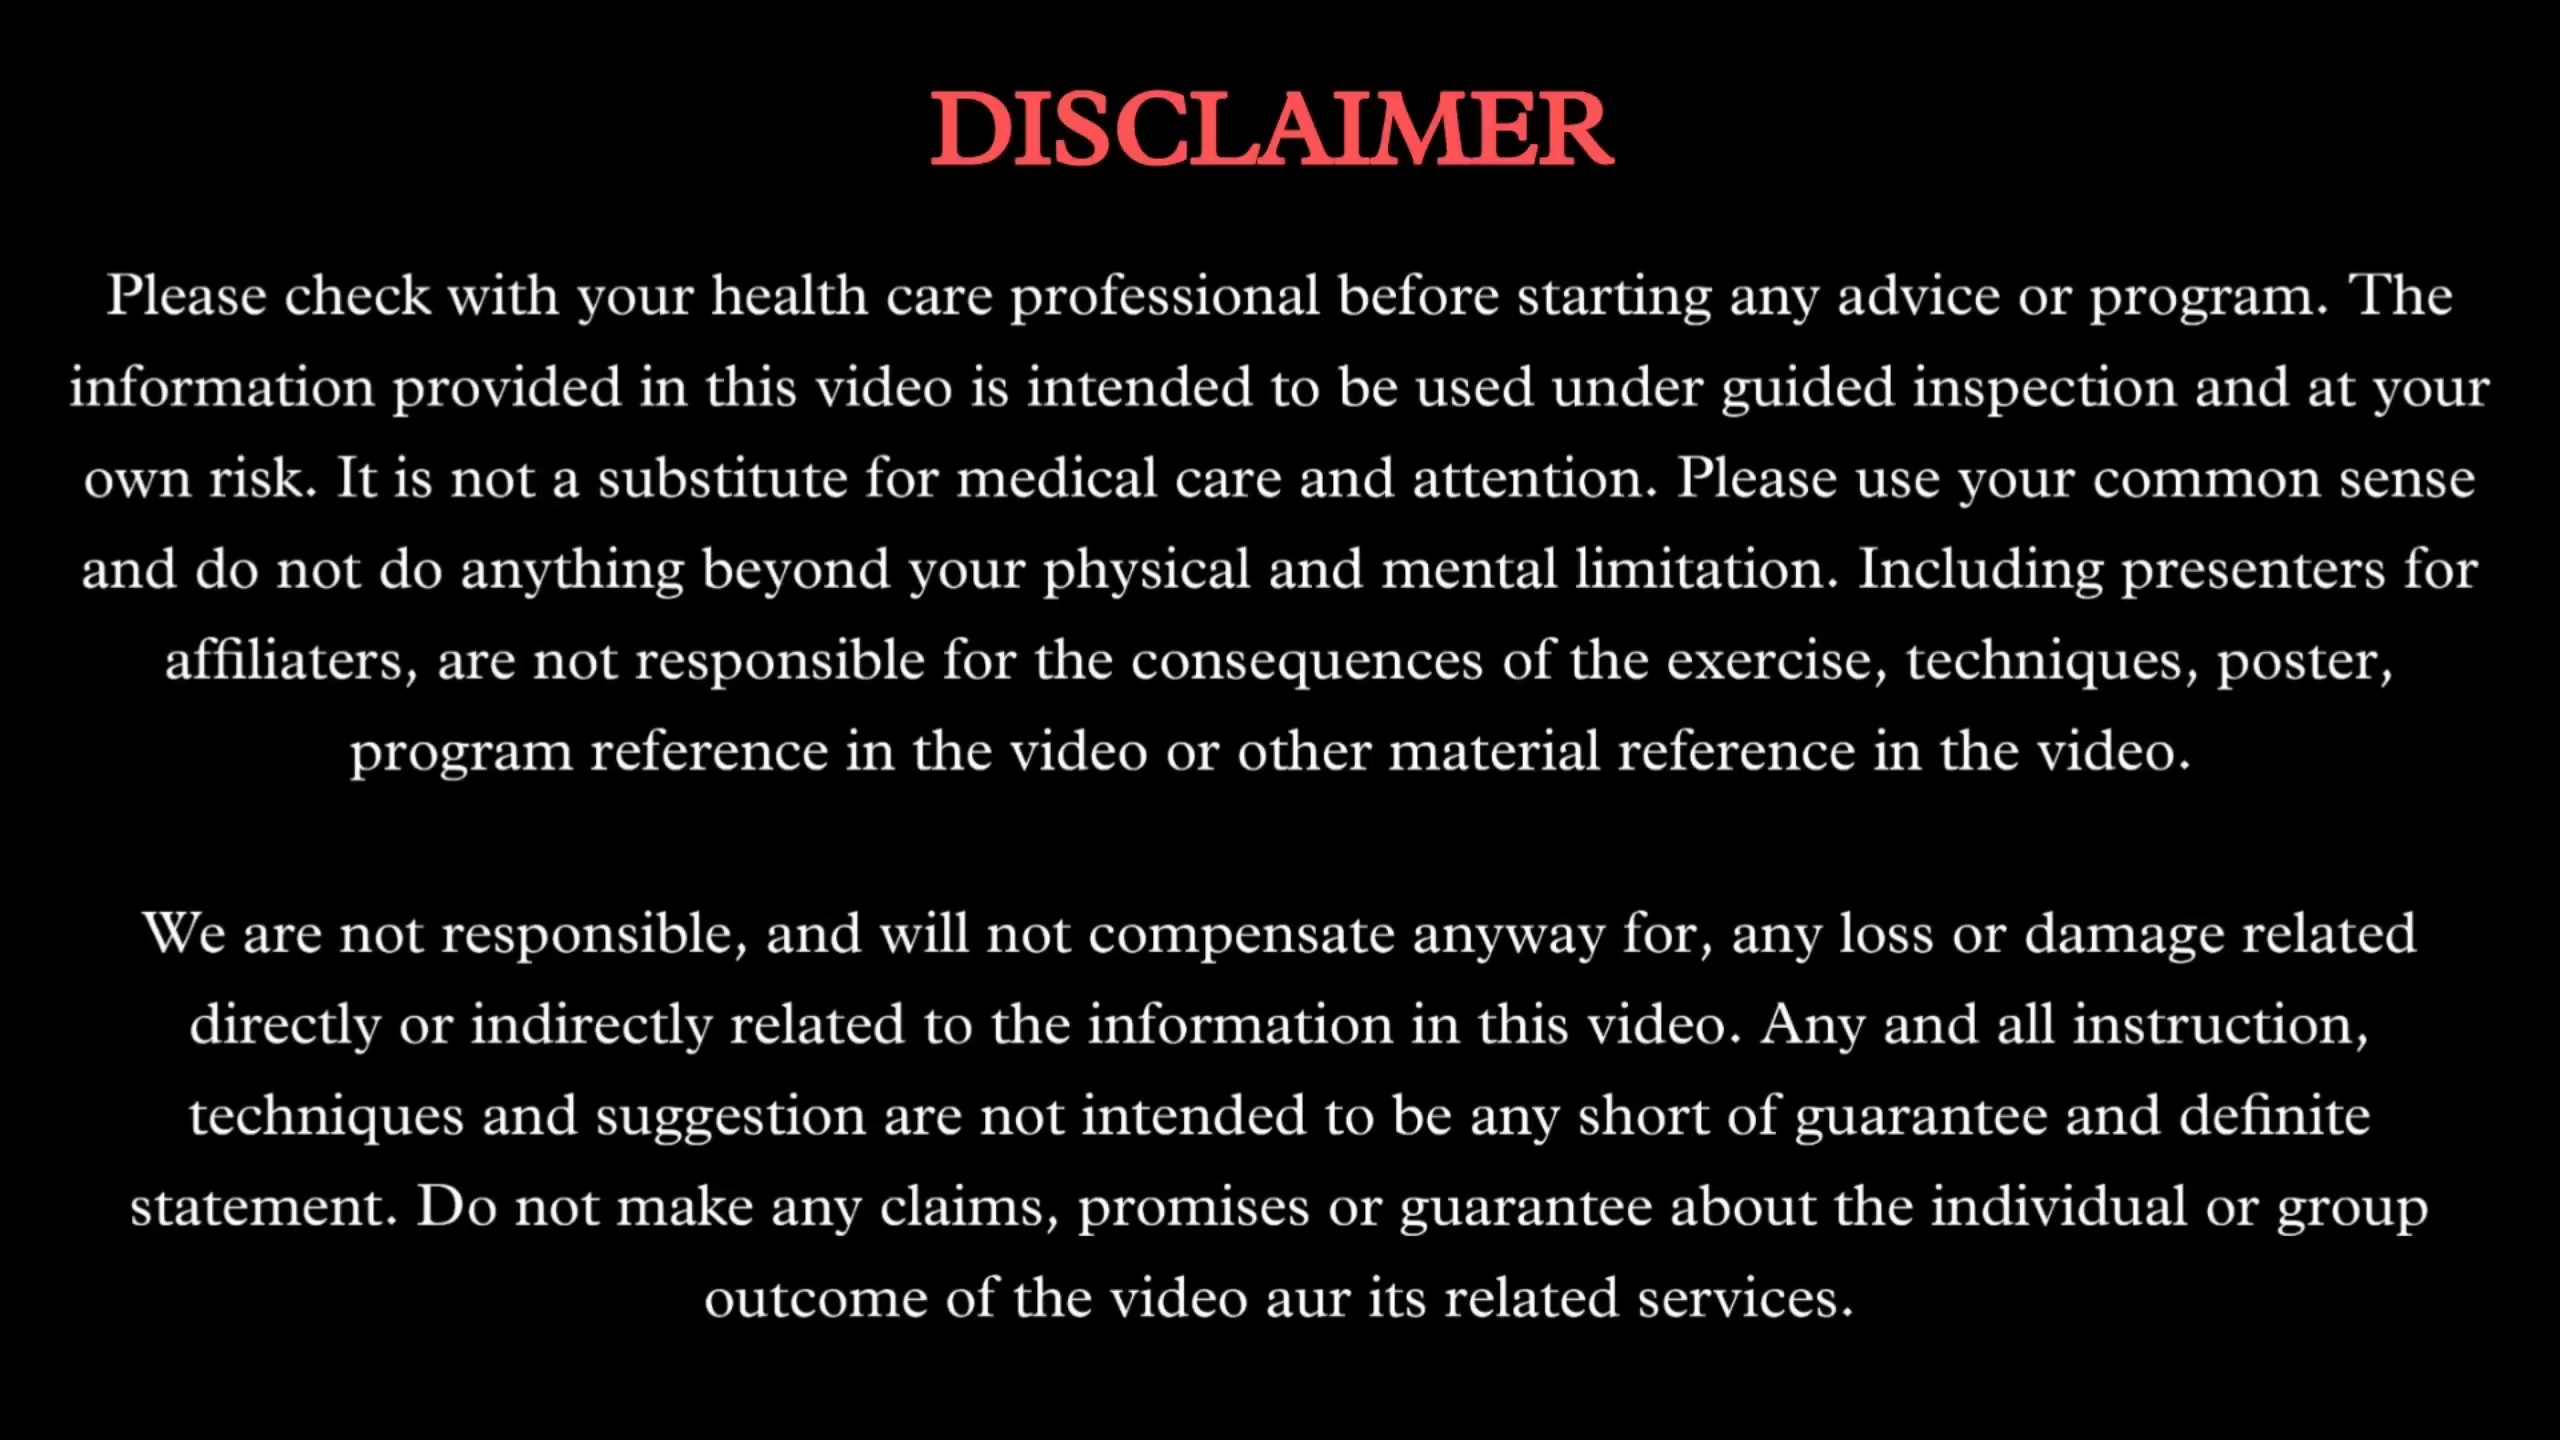 DISCLAIMER
Please check with your health care professional before starting any advice or program. The
information provided in this video is intended to be used under guided inspection and at your
own risk. It is not a substitute for medical care and attention. Please use your common sense
and do not do anything beyond your physical and mental limitation. Including presenters for
affiliaters, are not responsible for the consequences of the exercise, techniques, poster,
program reference in the video or other material reference in the video.
We are not responsible, and will not compensate anyway for, any loss or damage related
directly or indirectly related to the information in this video. Any and all instruction,
techniques and suggestion are not intended to be any short of guarantee and definite
statement. Do not make any claims, promises or guarantee about the individual or group
outcome of the video aur its related services.